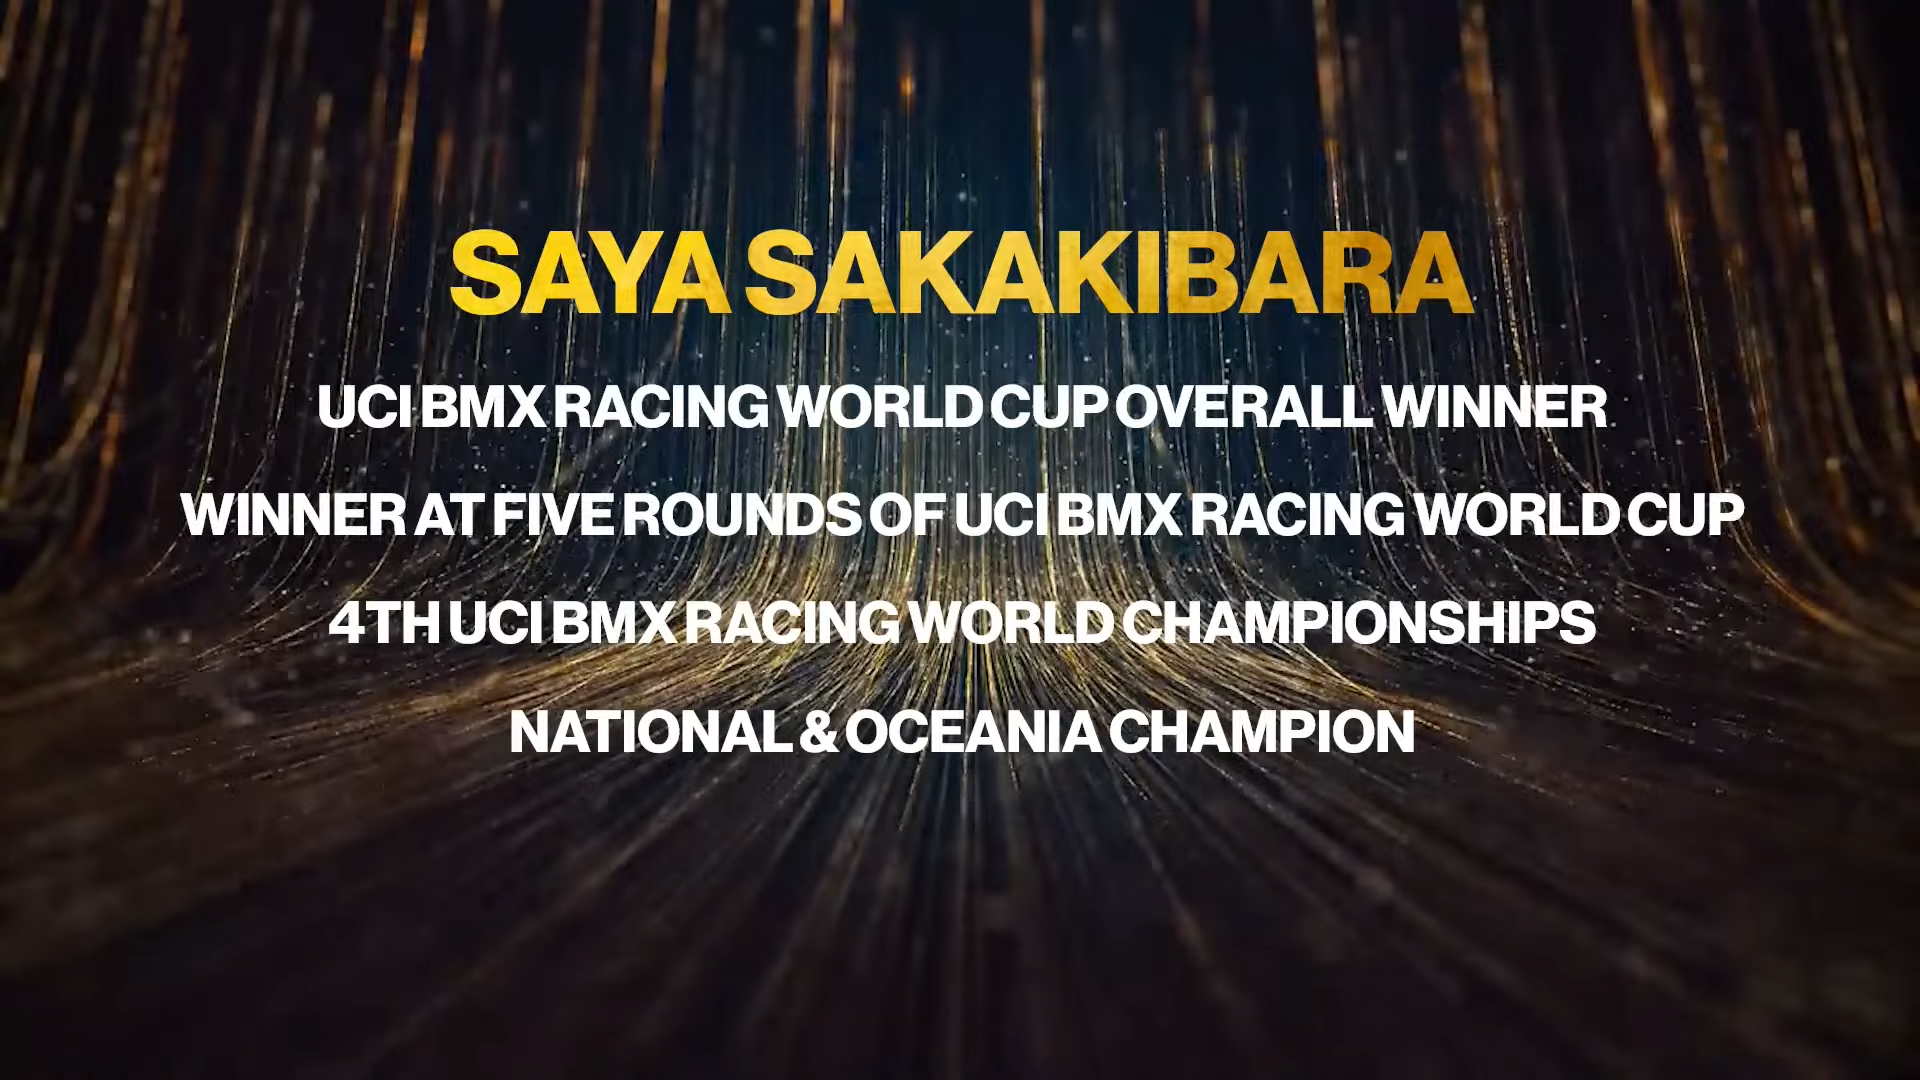 SAYA SAKAKIBARA
UCI BMX RACING WORLD CUP OVERALL WINNER
WINNER AT FIVE ROUNDS OF UCI BMX RACING WORLD CUP
4TH UCI BMX RACING WORLD CHAMPIONSHIPS
NATIONAL & OCEANIA CHAMPION